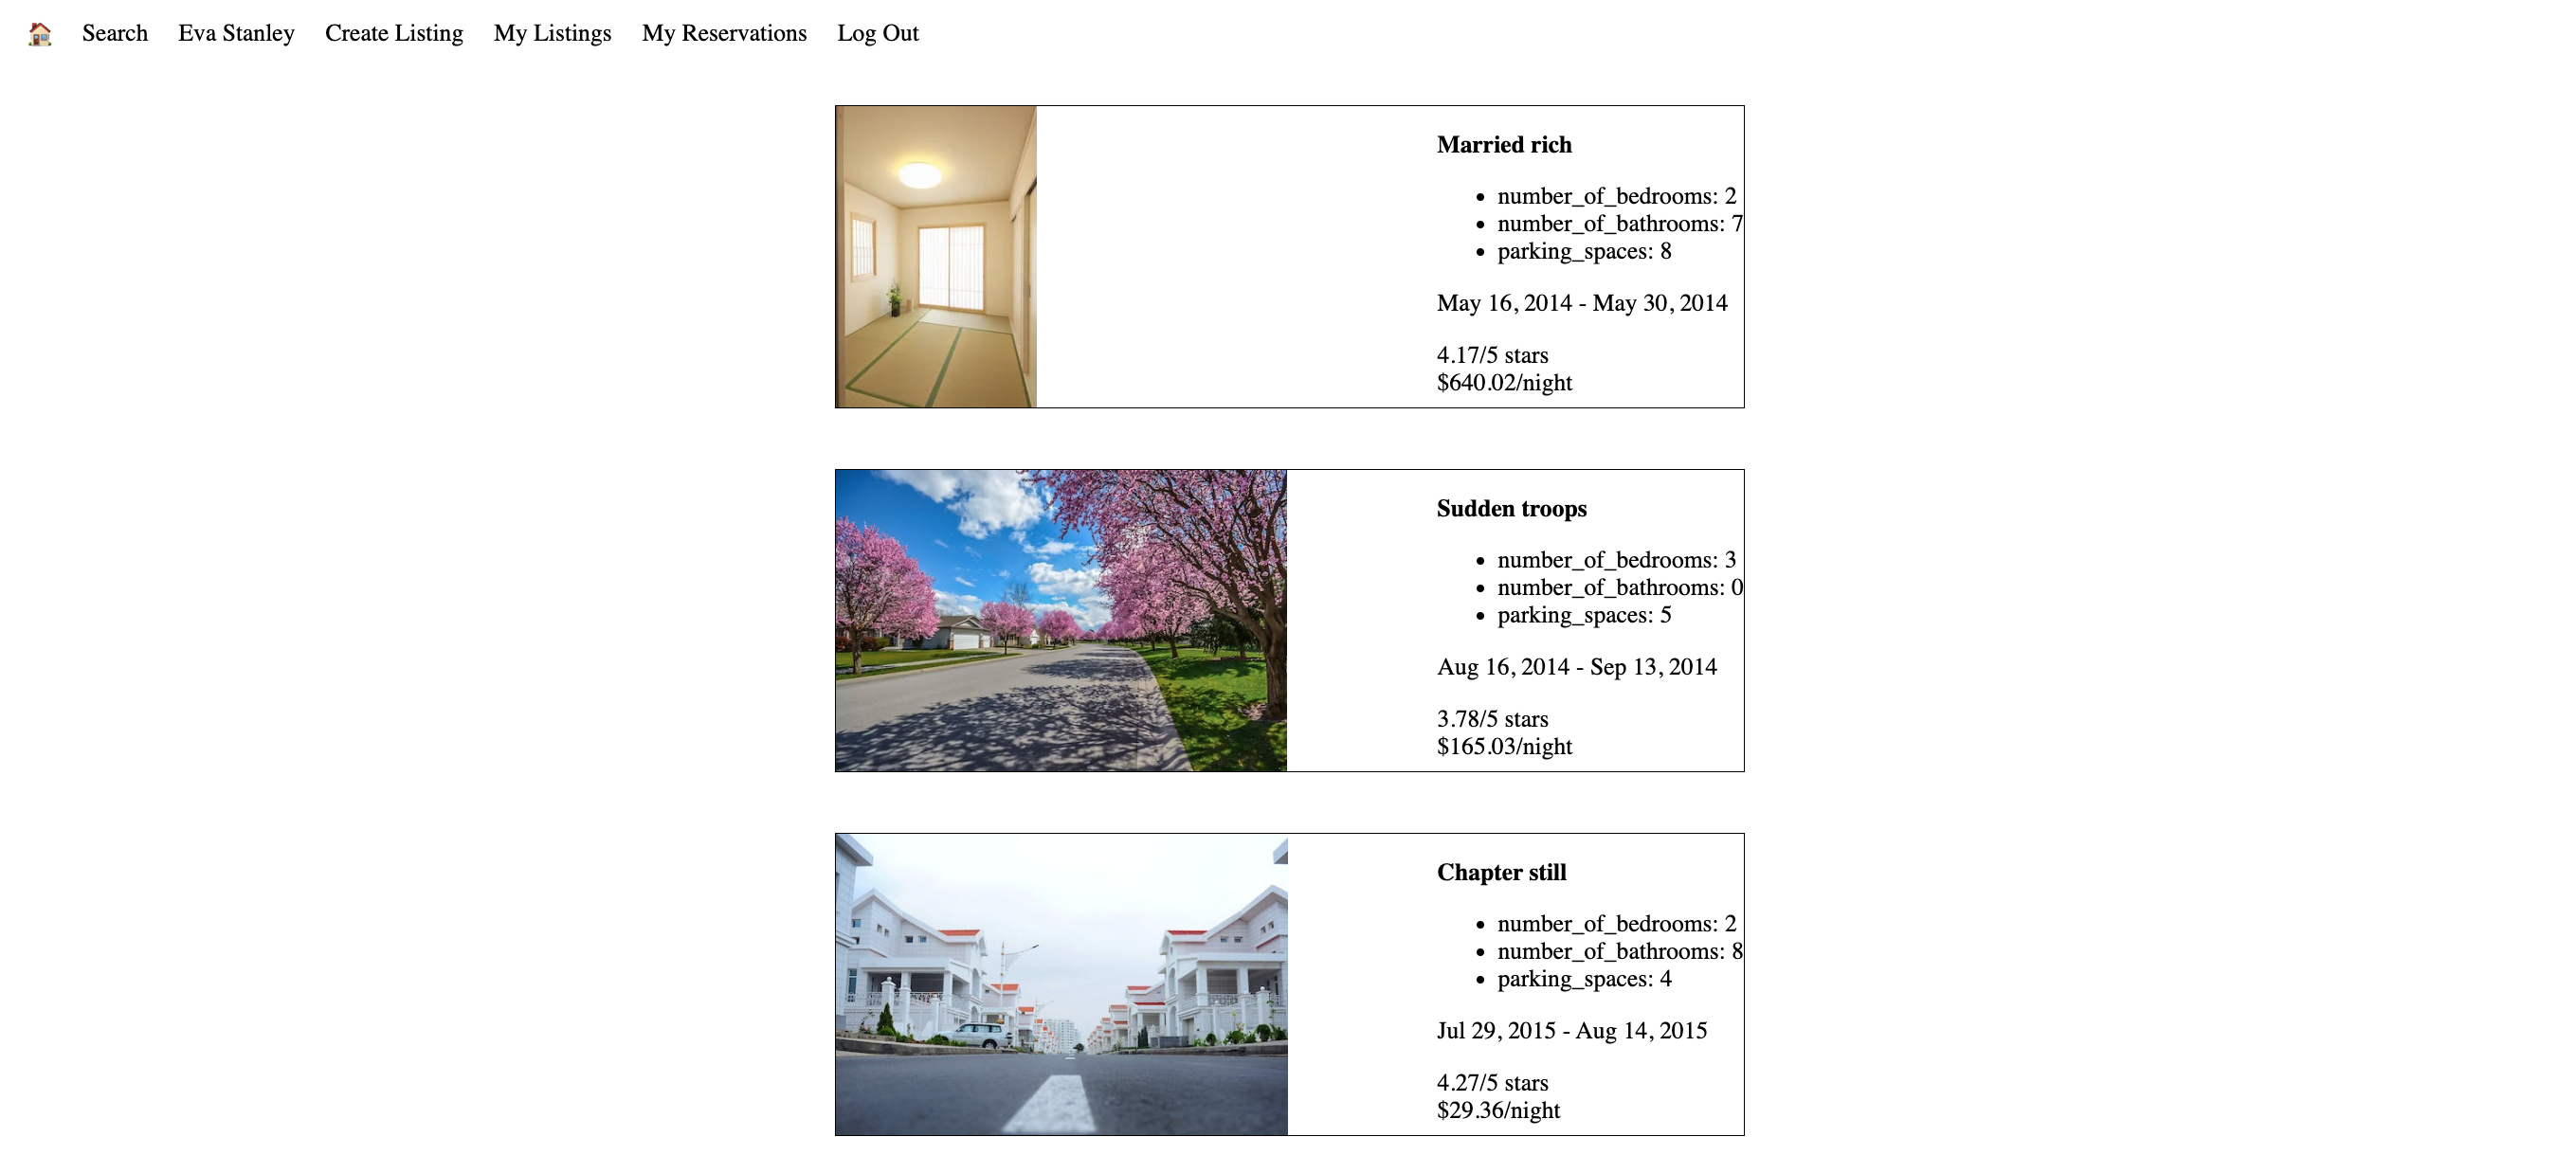 Search Eva Stanley Create Listing My Listings My Reservations Log Out
Married rich
number_of_bedrooms: 2
number_of_bathrooms: 7
parking_spaces: 8
May 16, 2014 - May 30, 2014
4.17/5 stars
$640.02/night
Sudden troops
number_of_bedrooms: 3
number_of_bathrooms: 0
parking_spaces: 5
Aug 16, 2014 - Sep 13, 2014
3.78/5 stars
$165.03/night
Chapter still
number_of_bedrooms: 2
number_of_bathrooms: 8
parking_spaces: 4
Jul 29, 2015 - Aug 14, 2015
4.27/5 stars
$29.36/night